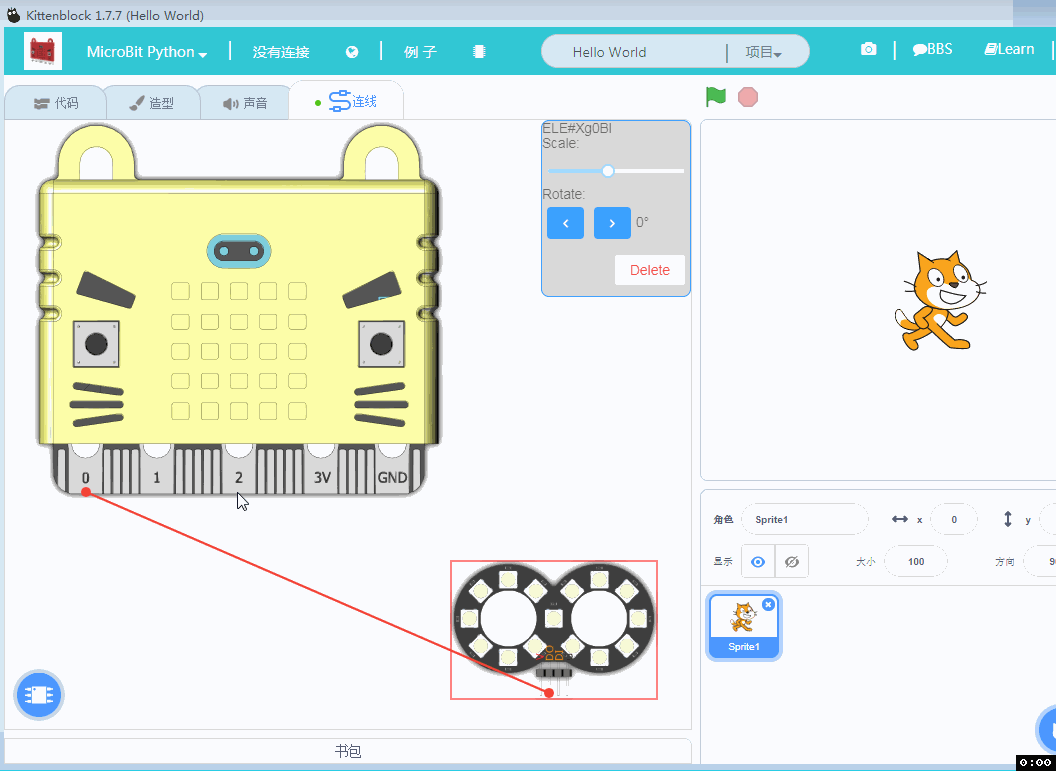 Kittenblock 1.7.7 (Hello World)
MicroBit Python
没有连接
例 子
Hello World
项目
BBS
Learn
代码
造型
声音
连线
ELE#Xg0BI
Scale:
Rotate:
0°
Delete
0
1
2
3V
GND
角色
Sprite1
x
0
y
显示
大小
100
方向
Sprite1
书包
0:00